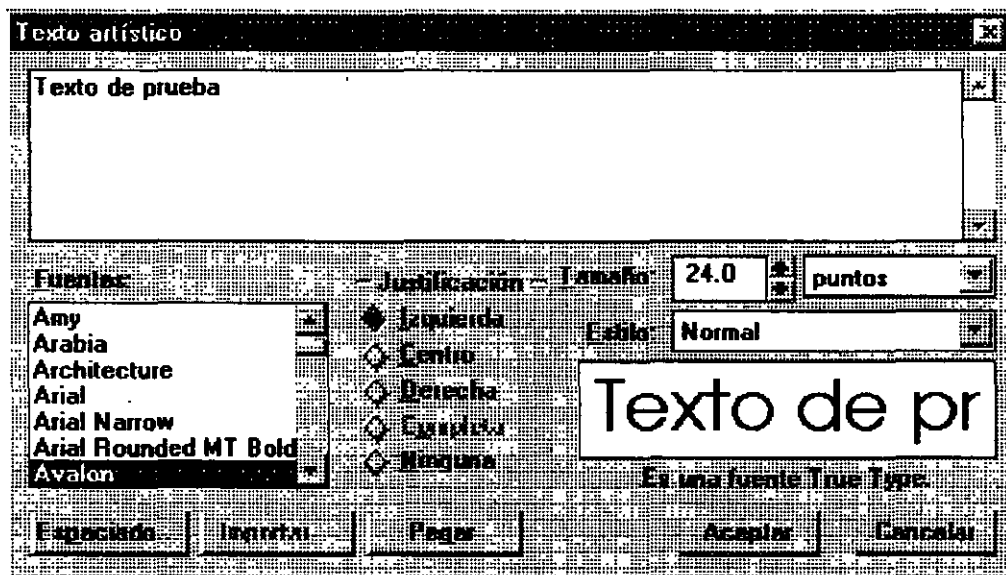 Texto artístico
Texto de prueba
Fuentes:
Amy
Arabia
Architecture
Arial
Arial Narrow
Arial Rounded MT Bold
Avalon
Justificación
Izquierda
Centro
Derecha
Completa
Ninguna
Tamaño: 24.0 puntos
Estilo: Normal
Texto de pr
Es una fuente True Type.
Espaciado... Importar... Pegar Aceptar Cancelar